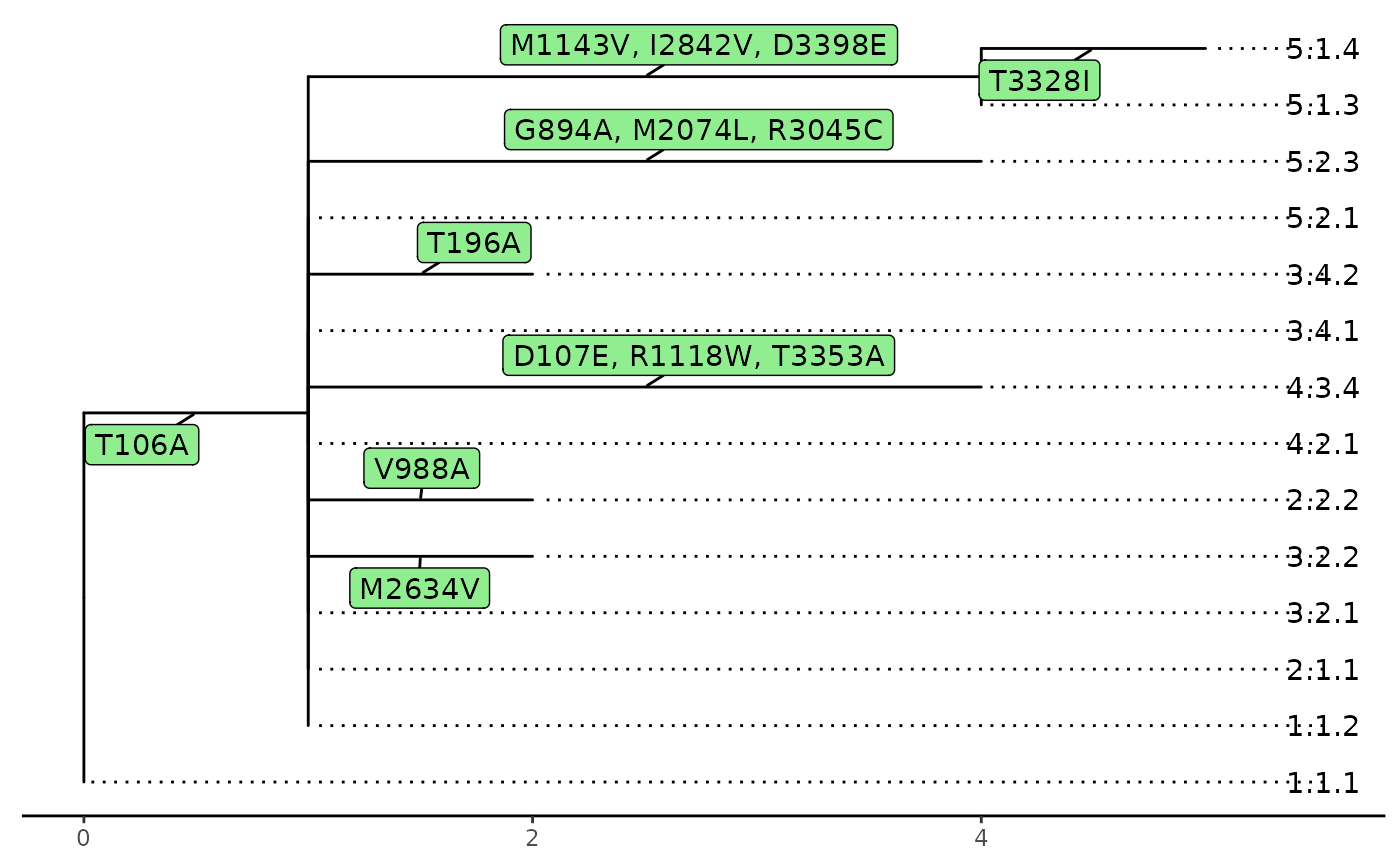 M1143V, I2842V, D3398E
5.1.4
T3328I
5.1.3
G894A, M2074L, R3045C
5.2.3
5.2.1
T196A
3.4.2
3.4.1
D107E, R1118W, T3353A
4.3.4
T106A
4.2.1
V988A
2.2.2
3.2.2
M2634V
3.2.1
2.1.1
1.1.2
1.1.1
0 2 4